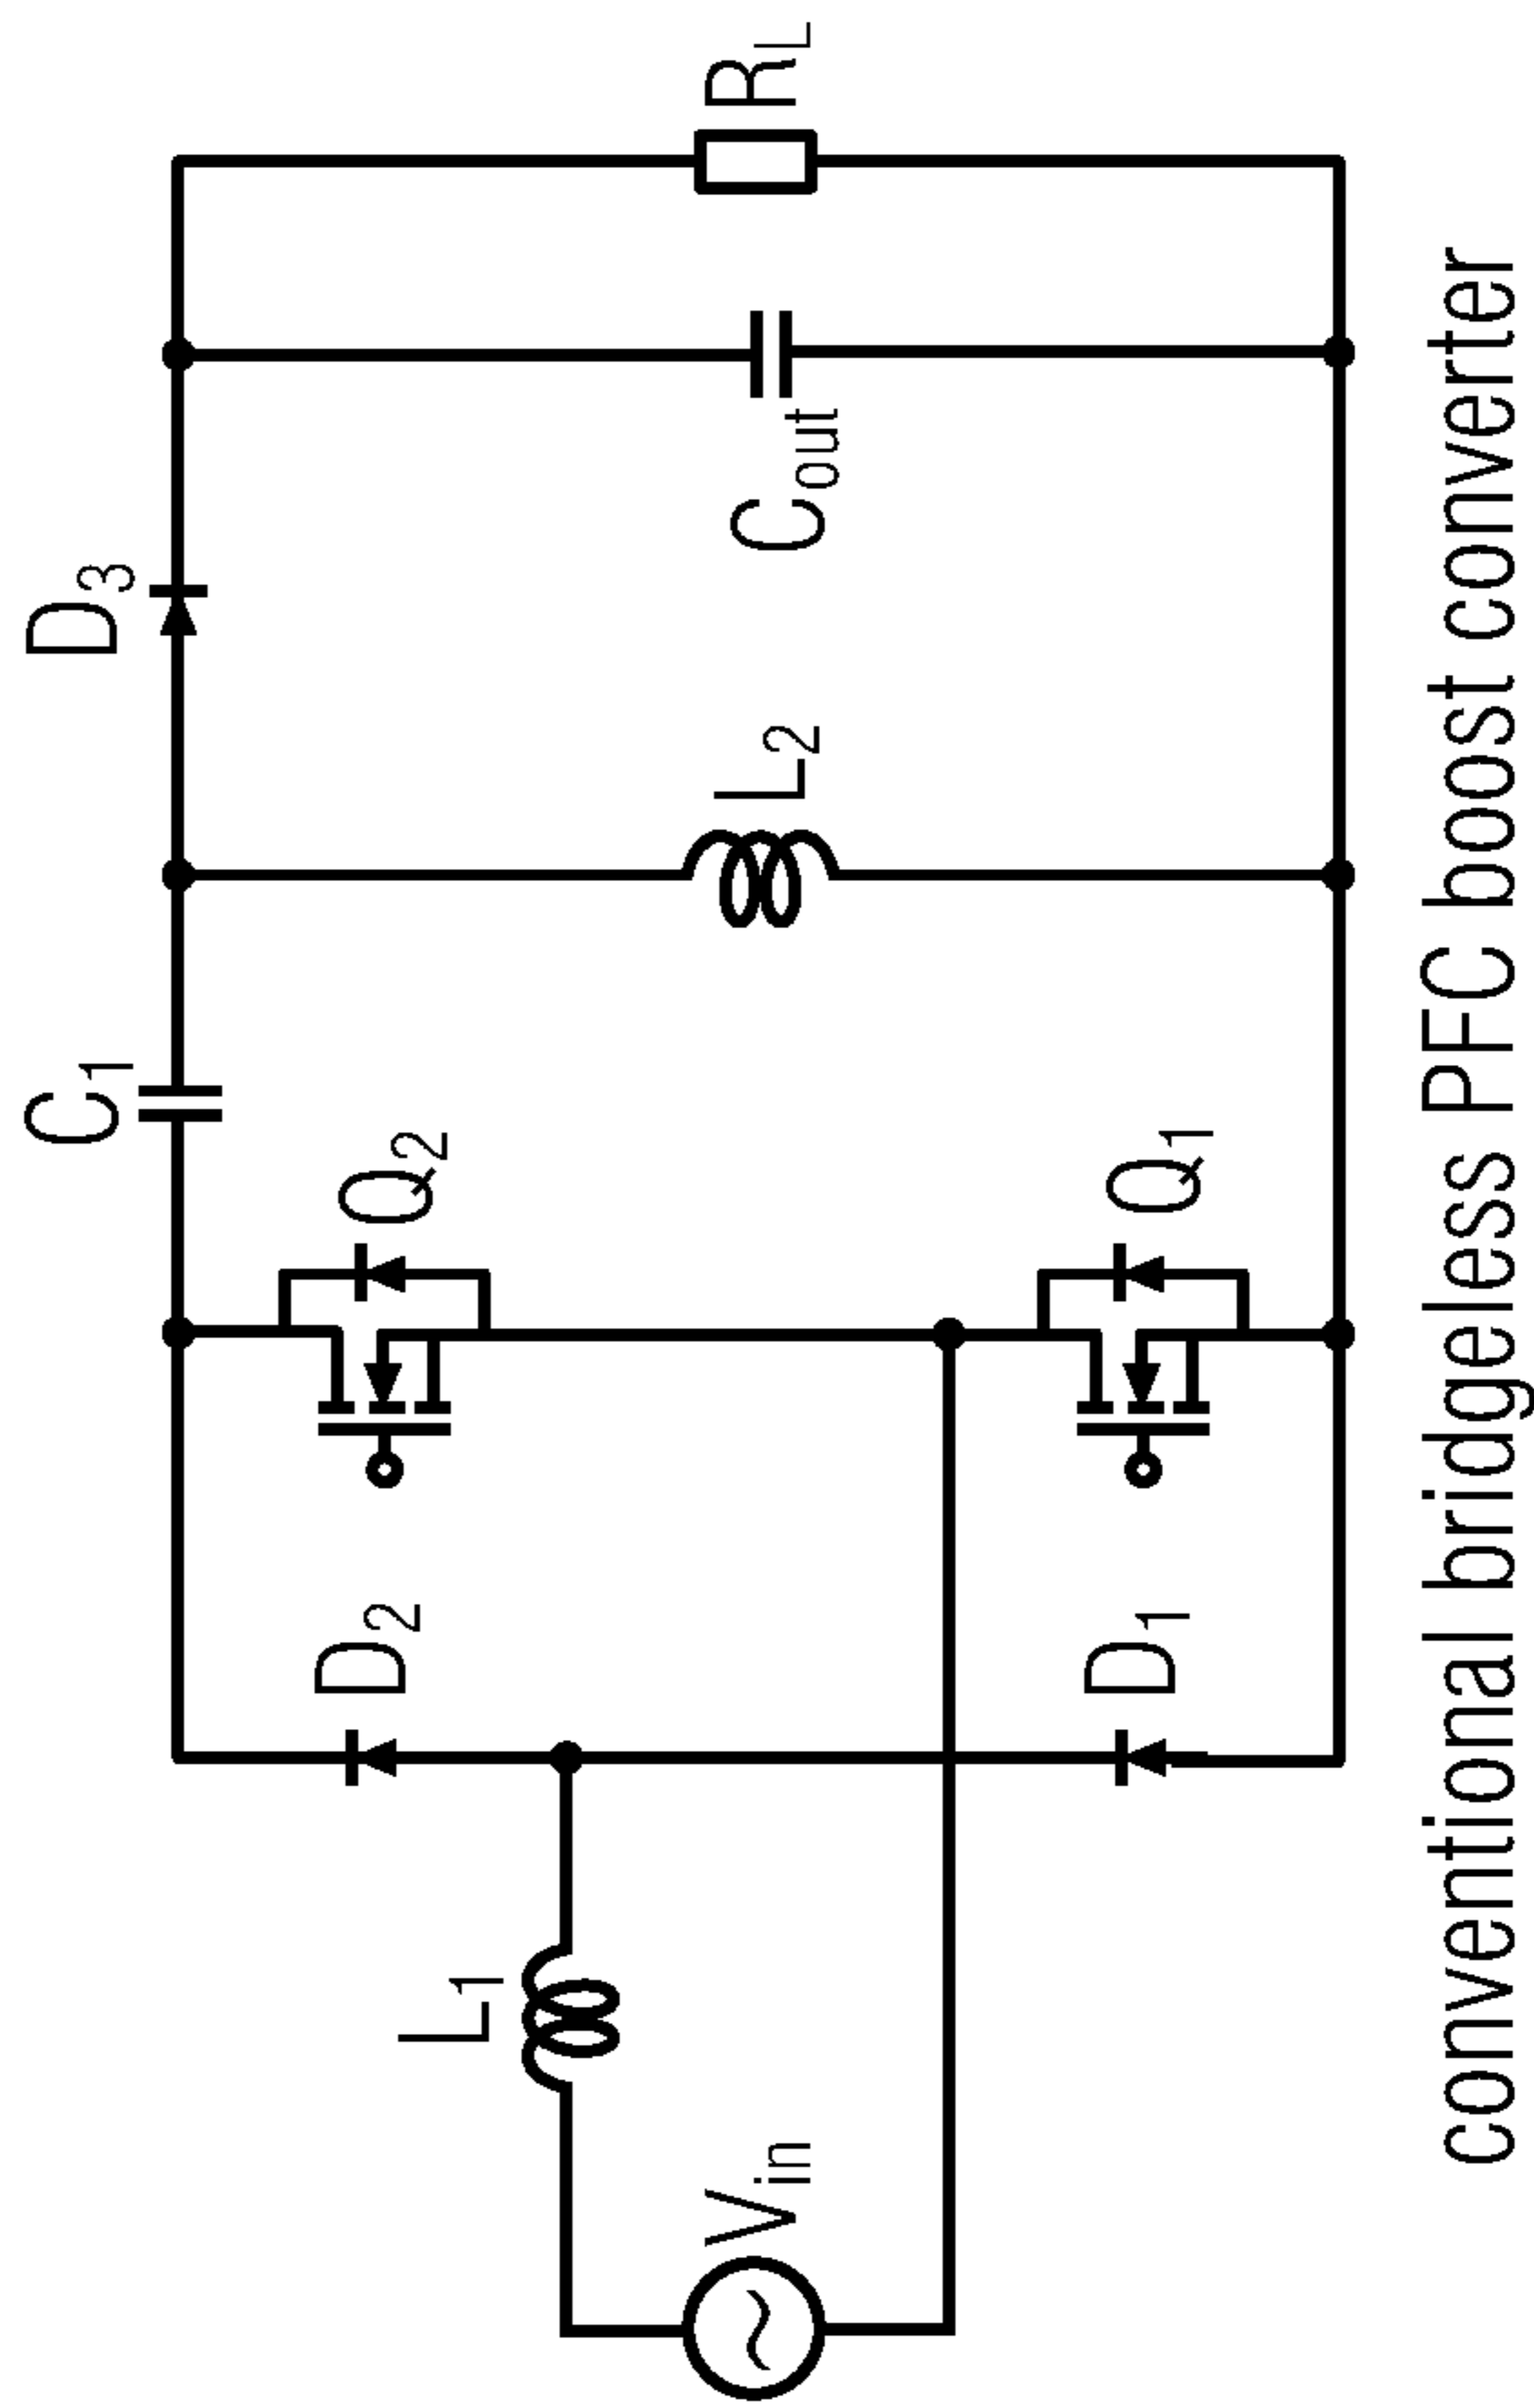 C1
D3
D2
Q2
L1
L2
Cout
RL
Vin
D1
Q1
conventional bridgeless PFC boost converter